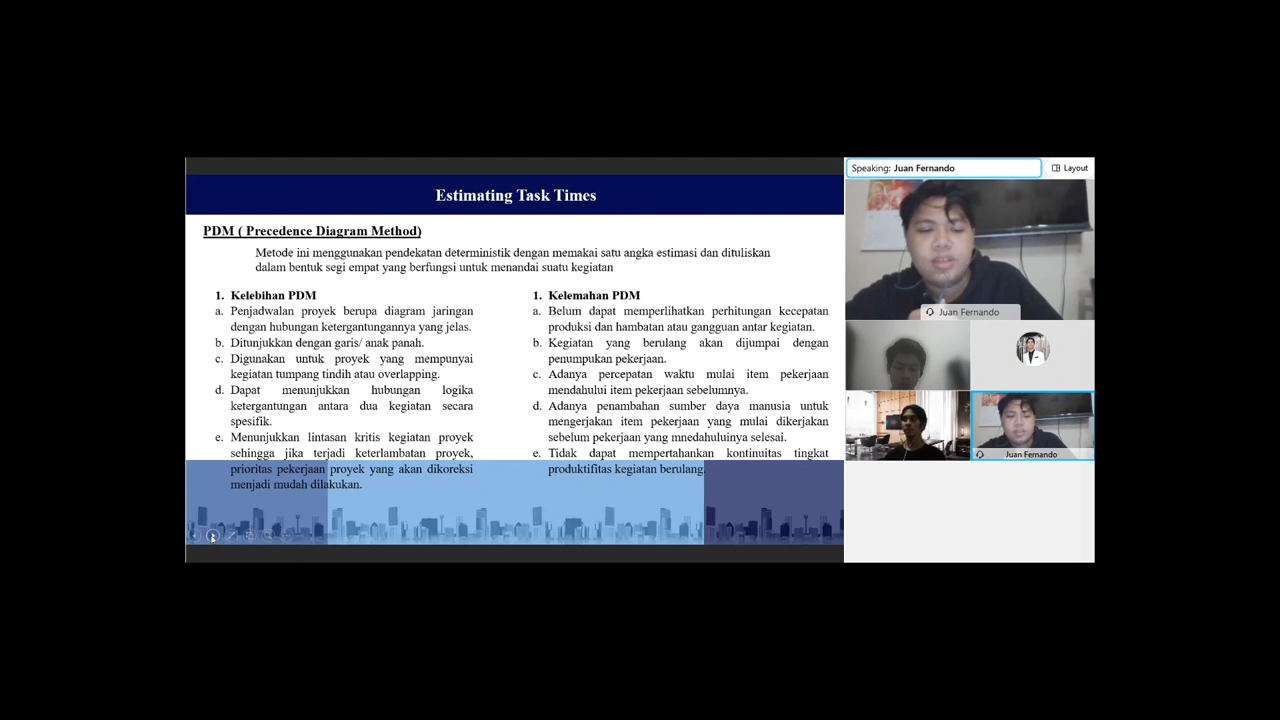 Estimating Task Times
PDM ( Precedence Diagram Method)
Metode ini menggunakan pendekatan deterministik dengan memakai satu angka estimasi dan dituliskan
dalam bentuk segi empat yang berfungsi untuk menandai suatu kegiatan
1. Kelebihan PDM
a. Penjadwalan proyek berupa diagram jaringan
dengan hubungan ketergantungannya yang jelas.
b. Ditunjukkan dengan garis/ anak panah.
c. Digunakan untuk proyek yang mempunyai
kegiatan tumpang tindih atau overlapping.
d. Dapat menunjukkan hubungan logika
ketergantungan antara dua kegiatan secara
spesifik.
e. Menunjukkan lintasan kritis kegiatan proyek
sehingga jika terjadi keterlambatan proyek,
prioritas pekerjaan proyek yang akan dikoreksi
menjadi mudah dilakukan.
1. Kelemahan PDM
a. Belum dapat memperlihatkan perhitungan kecepatan
produksi dan hambatan atau gangguan antar kegiatan.
b. Kegiatan yang berulang akan dijumpai dengan
penumpukan pekerjaan.
c. Adanya percepatan waktu mulai item pekerjaan
mendahului item pekerjaan sebelumnya.
d. Adanya penambahan sumber daya manusia untuk
mengerjakan item pekerjaan yang mulai dikerjakan
sebelum pekerjaan yang mnedahuluinya selesai.
e. Tidak dapat mempertahankan kontinuitas tingkat
produktifitas kegiatan berulang.
Speaking: Juan Fernando
Layout
Juan Fernando
Juan Fernando